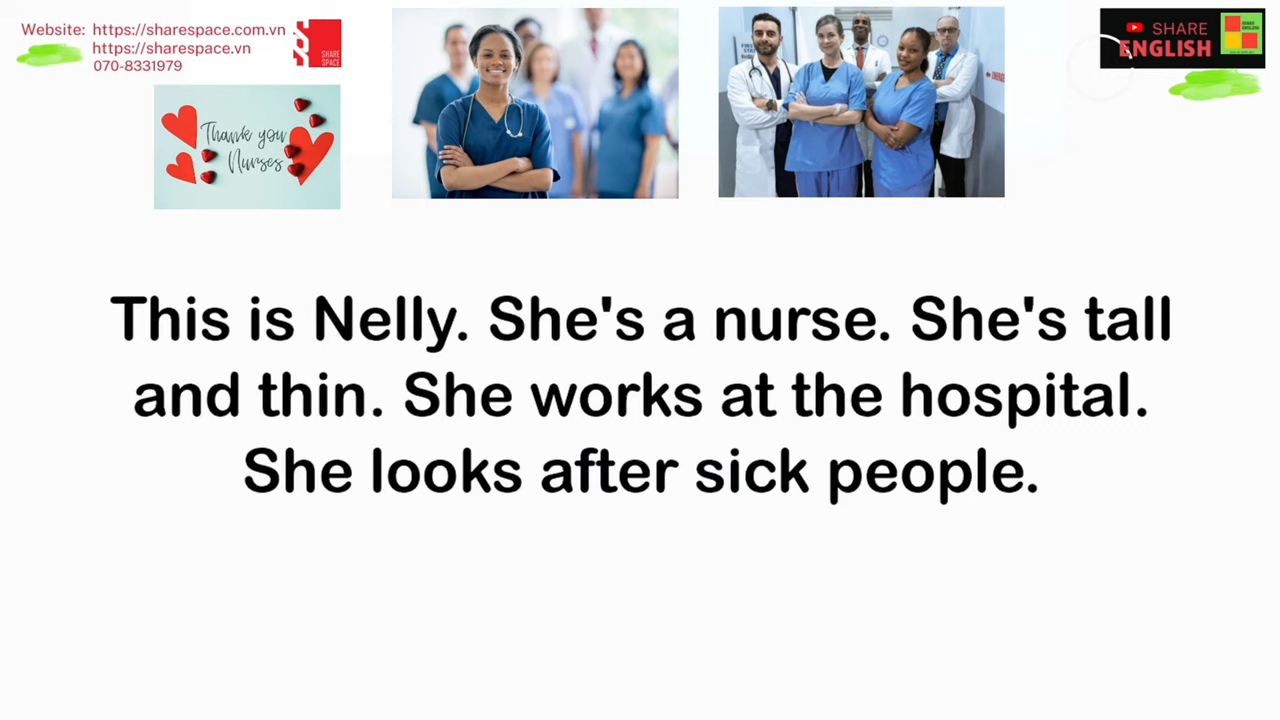 Website: https://sharespace.com.vn
https://sharespace.vn
070-8331979
SHARE
SPACE
Thank you
Nurses
SHARE
ENGLISH
This is Nelly. She's a nurse. She's tall
and thin. She works at the hospital.
She looks after sick people.